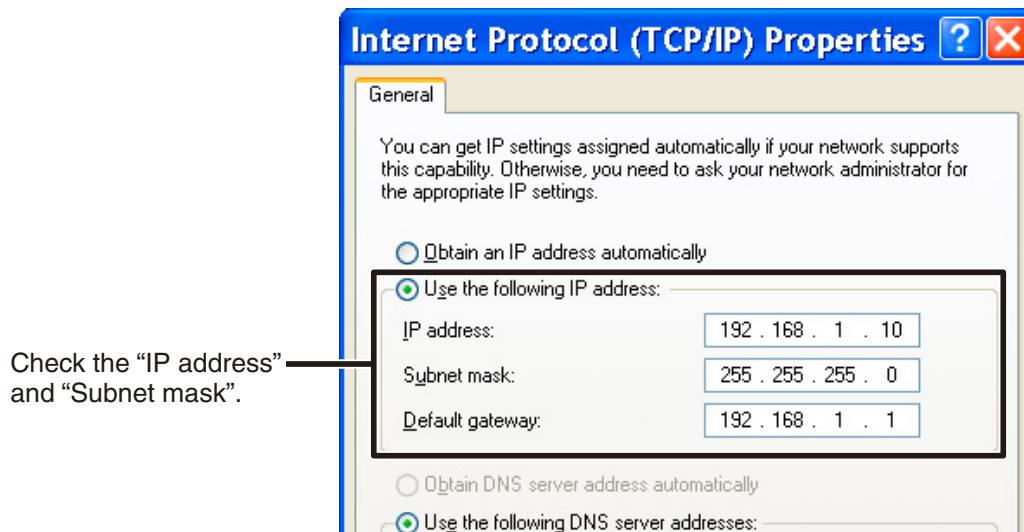 Internet Protocol (TCP/IP) Properties
General
You can get IP settings assigned automatically if your network supports
this capability. Otherwise, you need to ask your network administrator for
the appropriate IP settings.
Obtain an IP address automatically
Use the following IP address:
IP address: 192 . 168 . 1 . 10
Check the “IP address”
and “Subnet mask”.
Subnet mask: 255 . 255 . 255 . 0
Default gateway: 192 . 168 . 1 . 1
Obtain DNS server address automatically
Use the following DNS server addresses: